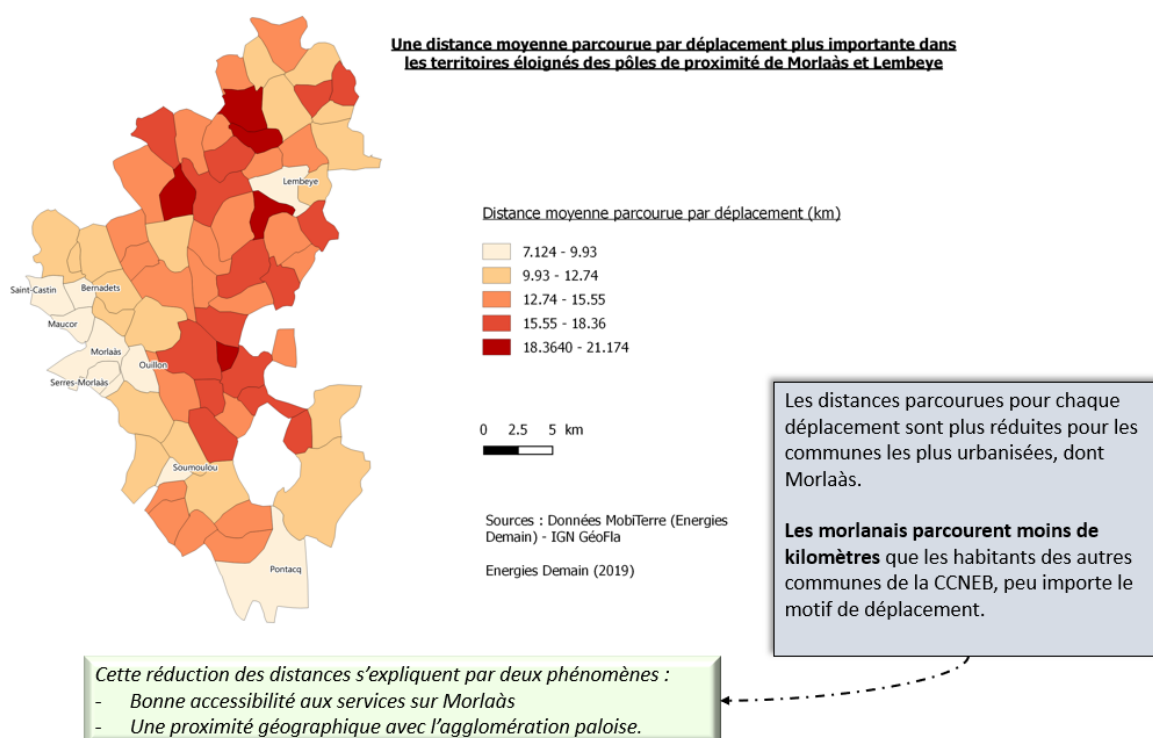 Une distance moyenne parcourue par déplacement plus importante dans
les territoires éloignés des pôles de proximité de Morlaàs et Lembeye
Lembeye
Saint-Castin
Bernadets
Maucor
Morlaàs
Ouillon
Serres-Morlaàs
Soumoulou
Pontacq
Distance moyenne parcourue par déplacement (km)
7.124 - 9.93
9.93 - 12.74
12.74 - 15.55
15.55 - 18.36
18.3640 - 21.174
0 2.5 5 km
Sources : Données MobiTerre (Energies
Demain) - IGN GéoFla
Energies Demain (2019)
Les distances parcourues pour chaque
déplacement sont plus réduites pour les
communes les plus urbanisées, dont
Morlaàs.
Les morlanais parcourent moins de
kilomètres que les habitants des autres
communes de la CCNEB, peu importe le
motif de déplacement.
Cette réduction des distances s'expliquent par deux phénomènes :
- Bonne accessibilité aux services sur Morlaàs
- Une proximité géographique avec l'agglomération paloise.